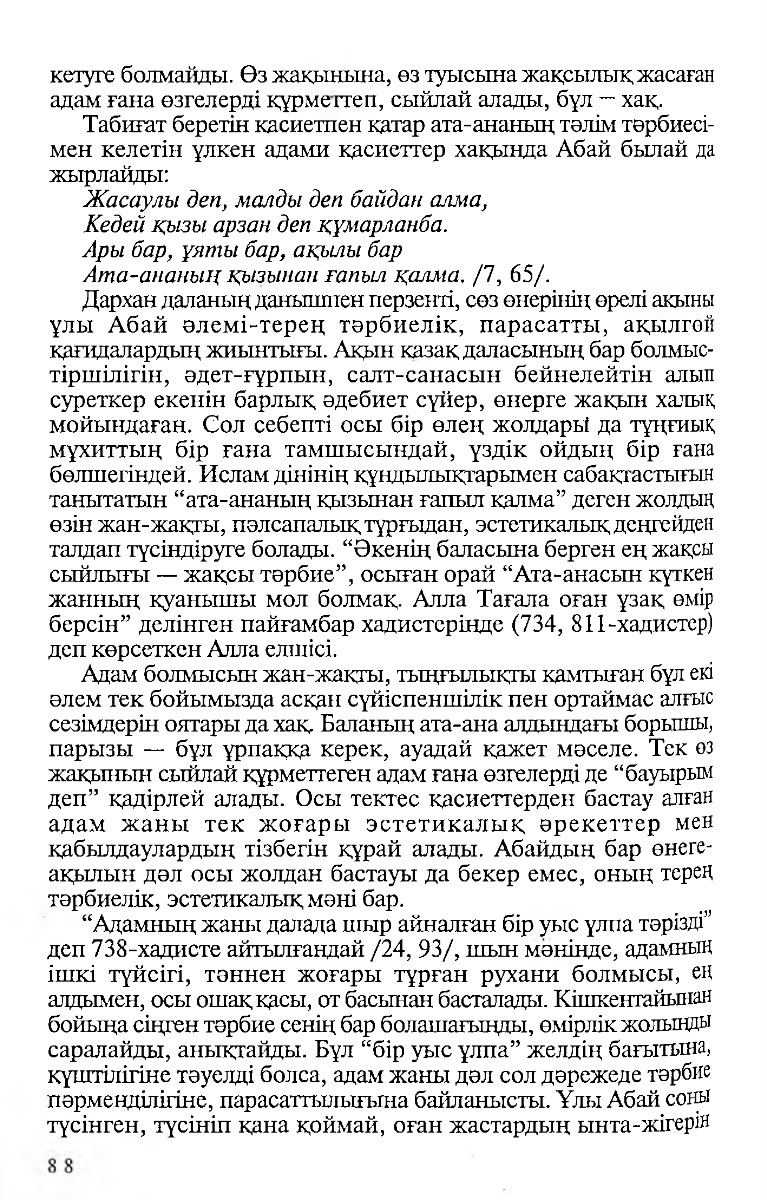 кетуге болмайды. Өз жақынына, өз туысына жақсылық жасаған
адам ғана өзгелерді құрметтеп, сыйлай алады, бұл — хақ.
Табиғат беретін қасиетпен қатар ата-ананың тәлім тәрбиесі-
мен келетін үлкен адами қасиеттер хақында Абай былай да
жырлайды:
Жасаулы деп, малды деп байдан алма,
Кедей қызы арзан деп құмарланба.
Ары бар, ұяты бар, ақылы бар
Ата-ананың қызынан ғапыл қалма. /7, 65/.
Дархан даланың данышпен перзенті, сөз өнерінің өрелі ақыны
ұлы Абай әлемі-терең тәрбиелік, парасатты, ақылгөй
қағидалардың жиынтығы. Ақын қазақ даласының бар болмыс-
тіршілігін, әдет-ғұрпын, салт-санасын бейнелейтін алып
суреткер екенін барлық әдебиет сүйер, өнерге жақын халық
мойындаған. Сол себепті осы бір өлең жолдары да тұңғиық
мұхиттың бір ғана тамшысындай, үздік ойдың бір ғана
бөлшегіндей. Ислам дінінің құндылықтарымен сабақтастығын
танытатын “ата-ананың қызынан ғапыл қалма” деген жолдың
өзін жан-жақты, пәлсапалық тұрғыдан, эстетикалық деңгейден
талдап түсіндіруге болады. “Әкенің баласына берген ең жақсы
сыйлығы — жақсы тәрбие”, осыған орай “Ата-анасын күткен
жанның қуанышы мол болмақ. Алла Тағала оған ұзақ өмір
берсін” делінген пайғамбар хадистерінде (734, 811-хадистер)
деп көрсеткен Алла елшісі.
Адам болмысын жан-жақты, тыңғылықты қамтыған бұл екі
әлем тек бойымызда асқан сүйіспеншілік пен ортаймас алғыс
сезімдерін оятары да хақ. Баланың ата-ана алдындағы борышы,
парызы — бұл ұрпаққа керек, ауадай қажет мәселе. Тек өз
жақынын сыйлай құрметтеген адам ғана өзгелерді де “бауырым
деп” қадірлей алады. Осы тектес қасиеттерден бастау алған
адам жаны тек жоғары эстетикалық әрекеттер мен
қабылдаулардың тізбегін құрай алады. Абайдың бар өнеге-
ақылын дәл осы жолдан бастауы да бекер емес, оның терең
тәрбиелік, эстетикалық мәні бар.
“Адамның жаны далада шыр айналған бір уыс үлпа тәрізді”
деп 738-хадисте айтылғандай /24, 93/, шын мәнінде, адамның
ішкі түйсігі, тәннен жоғары тұрған рухани болмысы, ең
алдымен, осы ошақ қасы, от басынан басталады. Кішкентайынан
бойыңа сіңген тәрбие сенің бар болашағыңды, өмірлік жолыңды
саралайды, анықтайды. Бұл “бір уыс үлпа” желдің бағытына,
күштілігіне тәуелді болса, адам жаны дәл сол дәрежеде тәрбие
пәрменділігіне, парасаттылығына байланысты. Ұлы Абай соны
түсінген, түсініп қана қоймай, оған жастардың ынта-жігерін
88